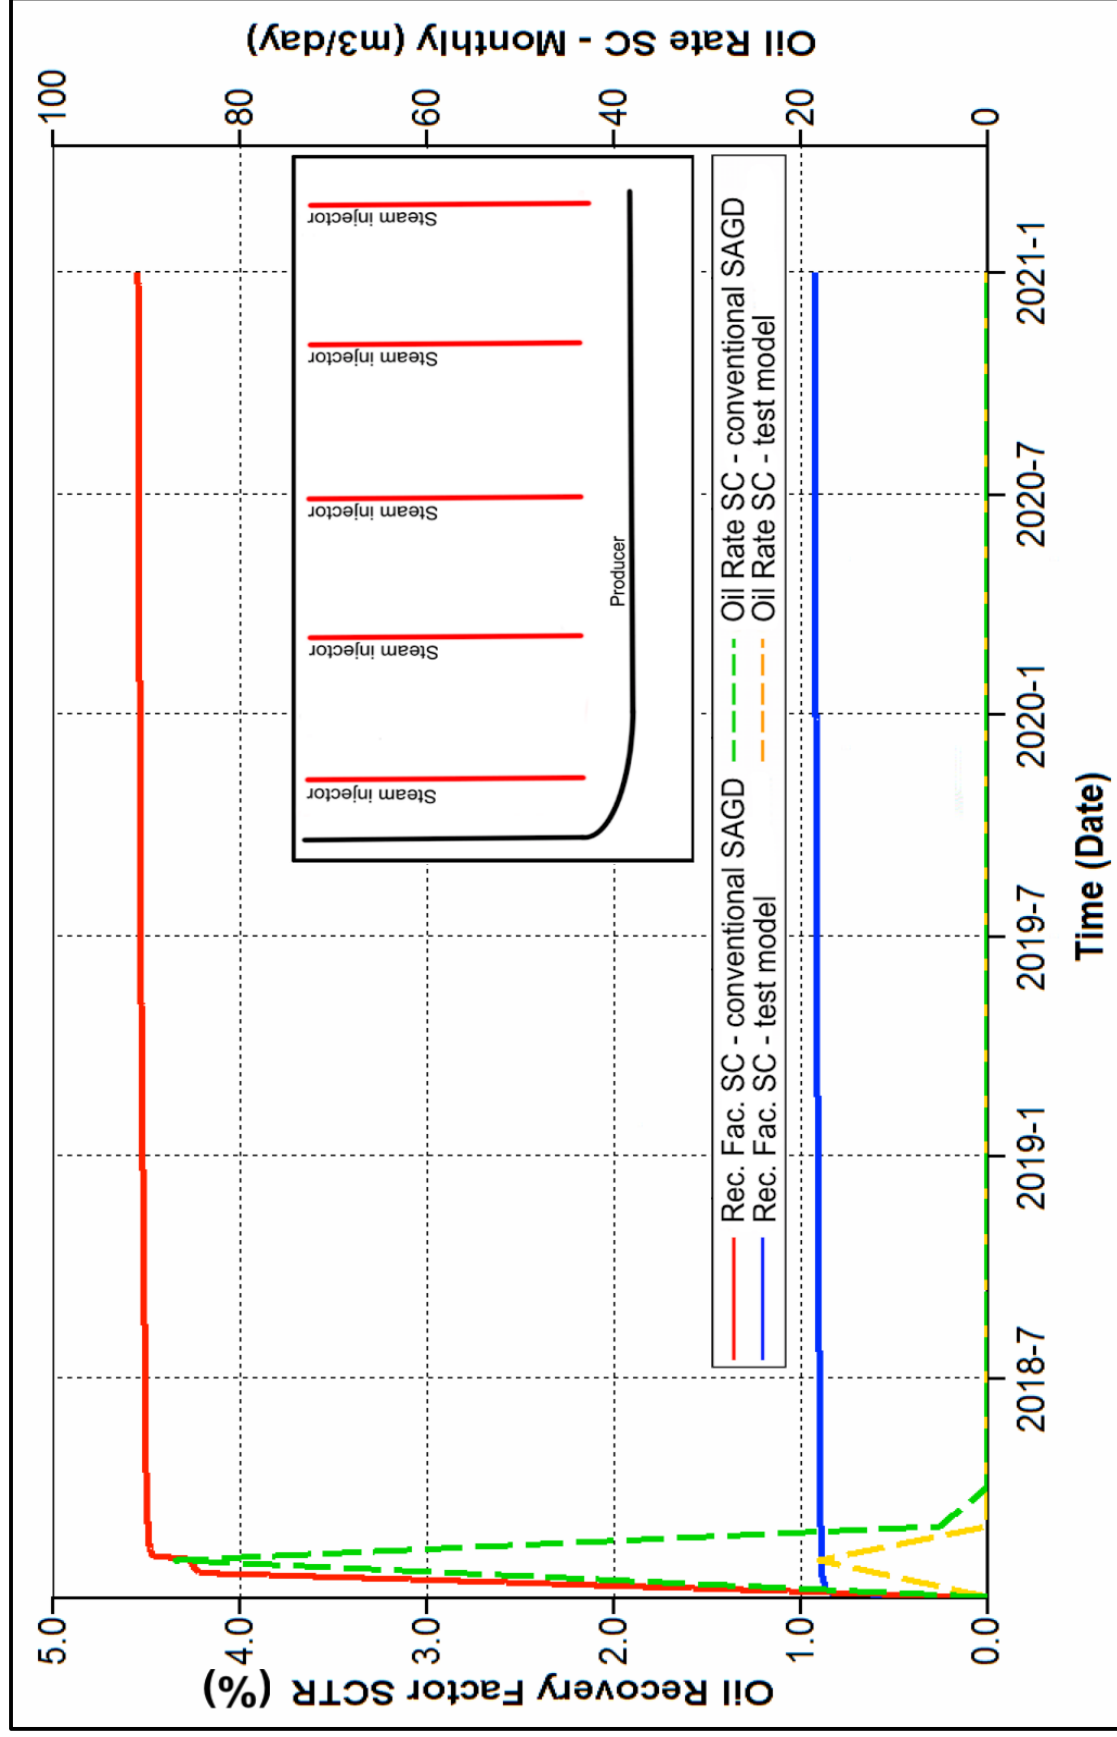 Oil Recovery Factor SCTR (%)
5.0
4.0
3.0
2.0
1.0
0.0
Oil Rate SC - Monthly (m3/day)
100
80
60
40
20
0
Steam injector
Steam injector
Steam injector
Steam injector
Steam injector
Producer
Rec. Fac. SC - conventional SAGD
Rec. Fac. SC - test model
Oil Rate SC - conventional SAGD
Oil Rate SC - test model
2018-7
2019-1
2019-7
2020-1
2020-7
2021-1
Time (Date)